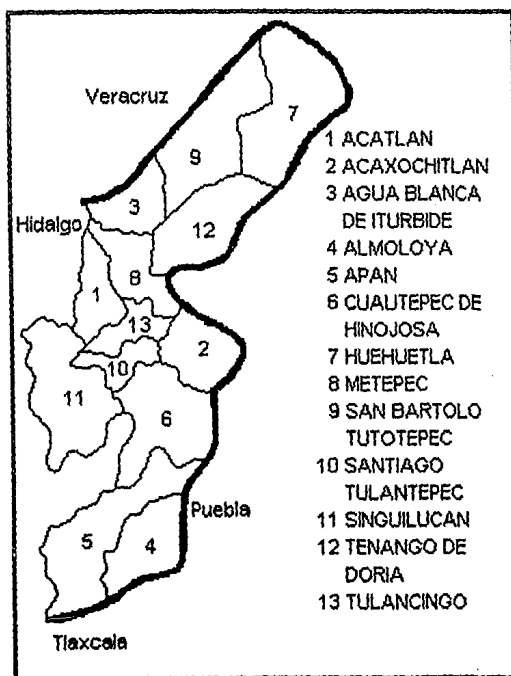 Veracruz
7
9
1 ACATLAN
2 ACAXOCHITLAN
3 AGUA BLANCA
DE ITURBIDE
4 ALMOLOYA
5 APAN
6 CUAUTEPEC DE
HINOJOSA
7 HUEHUETLA
8 METEPEC
9 SAN BARTOLO
TUTOTEPEC
10 SANTIAGO
TULANTEPEC
11 SINGUILUCAN
12 TENANGO DE
DORIA
13 TULANCINGO
3
Hidalgo
12
8
1
13
2
10
11
6
Puebla
5
4
Tlaxcala